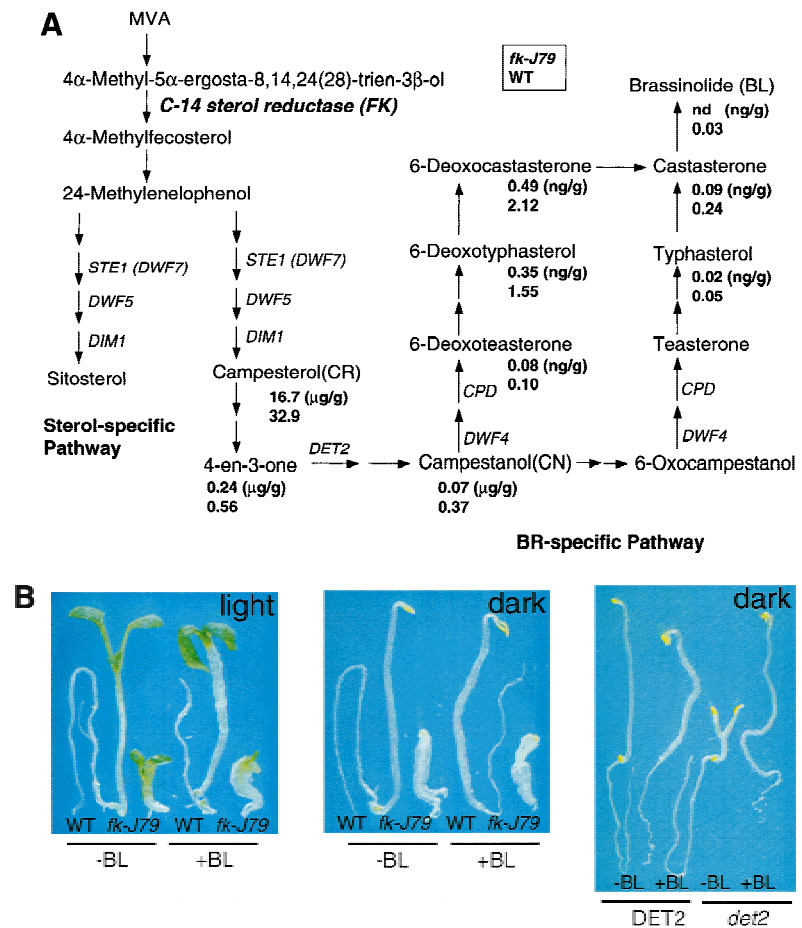 A
MVA
4α-Methyl-5α-ergosta-8,14,24(28)-trien-3β-ol
C-14 sterol reductase (FK)
4α-Methylfecosterol
24-Methylenelophenol
STE1 (DWF7)
DWF5
DIM1
Sitosterol
Sterol-specific
Pathway
STE1 (DWF7)
DWF5
DIM1
Campesterol(CR)
16.7 (μg/g)
32.9
4-en-3-one
0.24 (μg/g)
0.56
DET2
fk-J79
WT
6-Deoxocastasterone
0.49 (ng/g)
2.12
6-Deoxotyphasterol
0.35 (ng/g)
1.55
6-Deoxoteasterone
0.08 (ng/g)
0.10
CPD
DWF4
Campestanol(CN)
0.07 (μg/g)
0.37
Brassinolide (BL)
nd (ng/g)
0.03
Castasterone
0.09 (ng/g)
0.24
Typhasterol
0.02 (ng/g)
0.05
Teasterone
CPD
DWF4
6-Oxocampestanol
BR-specific Pathway
B
light
WT fk-J79 WT fk-J79
-BL +BL
dark
WT fk-J79 WT fk-J79
-BL +BL
dark
-BL +BL -BL +BL
DET2 det2